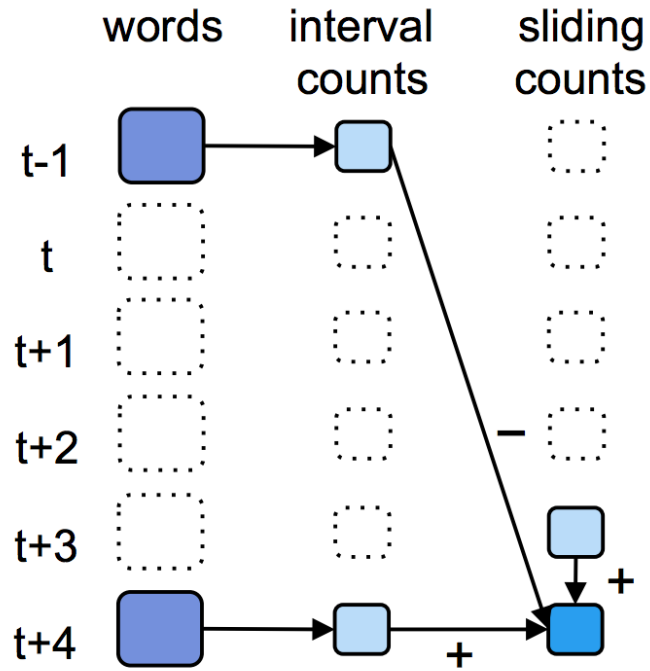 words interval counts sliding counts
t-1
t
t+1
t+2
−
t+3
+
t+4
+